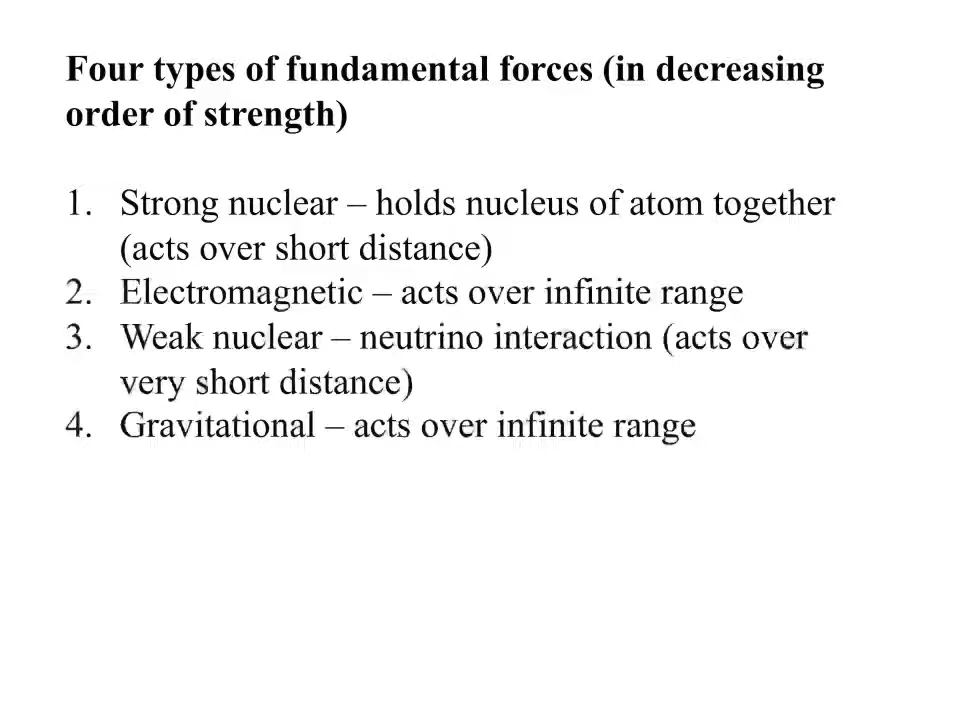 Four types of fundamental forces (in decreasing
order of strength)
1. Strong nuclear – holds nucleus of atom together
(acts over short distance)
2. Electromagnetic – acts over infinite range
3. Weak nuclear – neutrino interaction (acts over
very short distance)
4. Gravitational – acts over infinite range